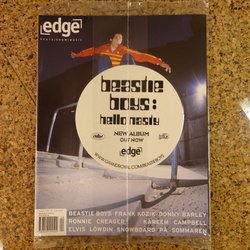 edge
beastie
boys:
hello nasty
NEW ALBUM
OUT NOW
edge
BEASTIE BOYS FRANK KOZIK DONNY BARLEY
RONNIE CREAGER KAREEM CAMPBELL
ELVIS LÖWDIN SNOWBOARD PÅ SOMMAREN